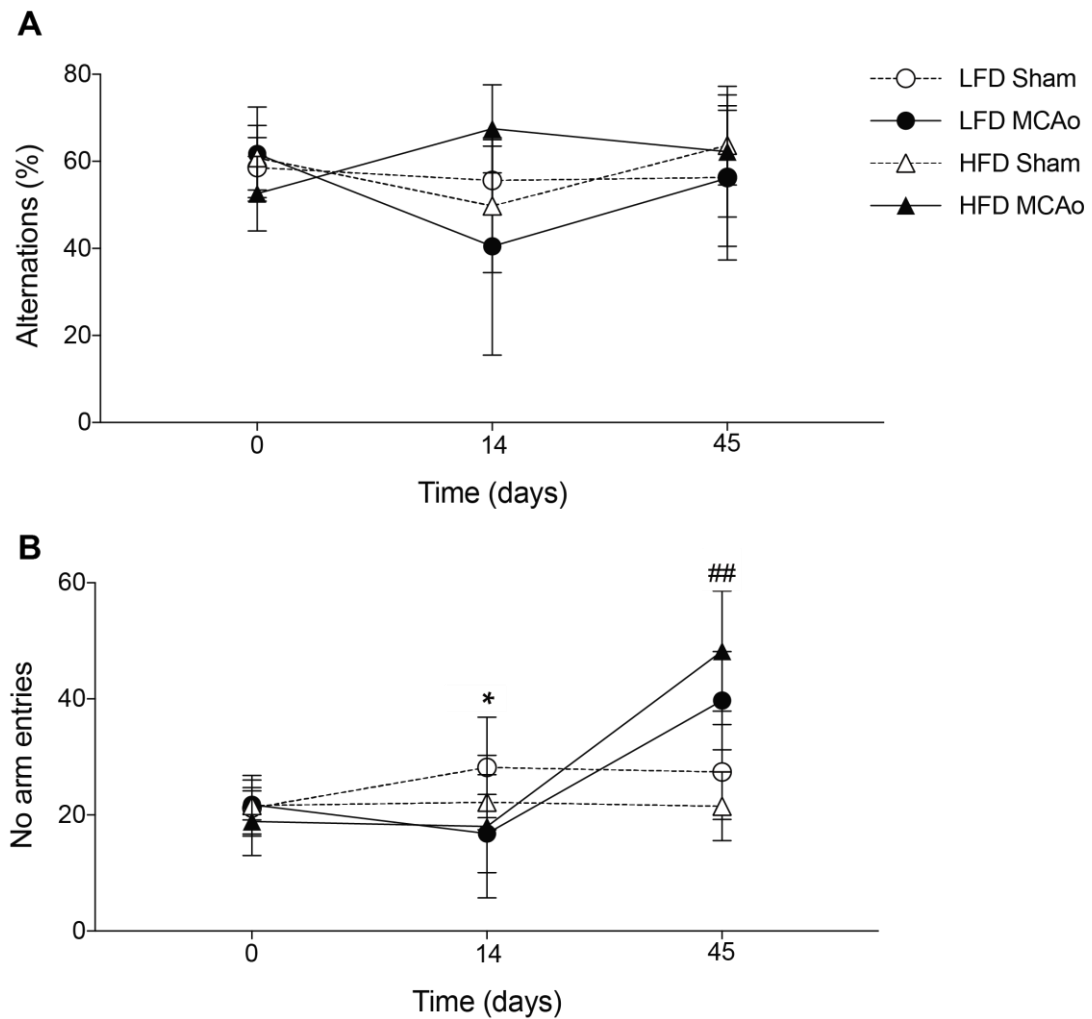 A
80
60
40
20
0
Alternations (%)
0 14 45
Time (days)
LFD Sham
LFD MCAo
HFD Sham
HFD MCAo
B
60
40
20
0
No arm entries
*
##
0 14 45
Time (days)